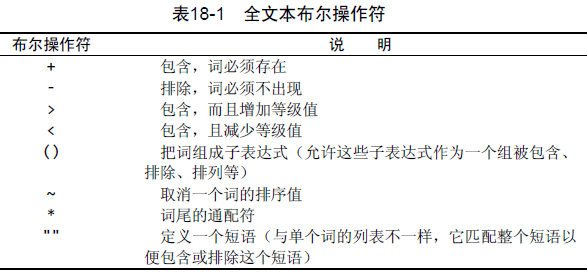 表18-1 全文本布尔操作符
布尔操作符 说 明
+ 包含，词必须存在
- 排除，词必须不出现
> 包含，而且增加等级值
< 包含，且减少等级值
() 把词组成子表达式（允许这些子表达式作为一个组被包含、
排除、排列等）
~ 取消一个词的排序值
* 词尾的通配符
"" 定义一个短语（与单个词的列表不一样，它匹配整个短语以
便包含或排除这个短语）